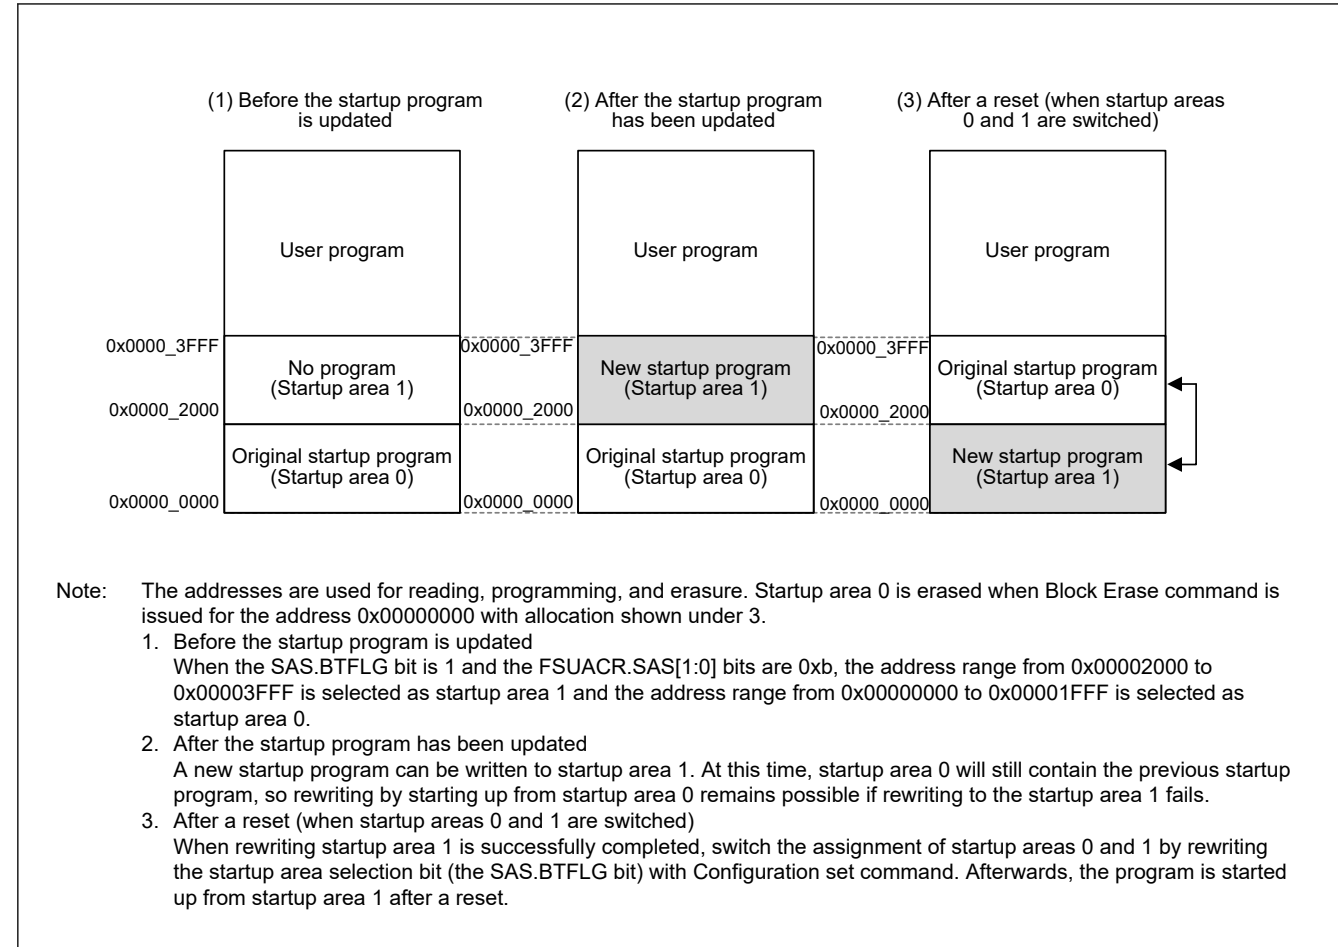 (1) Before the startup program
is updated
(2) After the startup program
has been updated
(3) After a reset (when startup areas
0 and 1 are switched)
User program
User program
User program
0x0000_3FFF
0x0000_3FFF
0x0000_3FFF
No program
(Startup area 1)
New startup program
(Startup area 1)
Original startup program
(Startup area 0)
0x0000_2000
0x0000_2000
0x0000_2000
Original startup program
(Startup area 0)
Original startup program
(Startup area 0)
New startup program
(Startup area 1)
0x0000_0000
0x0000_0000
0x0000_0000
Note: The addresses are used for reading, programming, and erasure. Startup area 0 is erased when Block Erase command is
issued for the address 0x00000000 with allocation shown under 3.
1. Before the startup program is updated
When the SAS.BTFLG bit is 1 and the FSUACR.SAS[1:0] bits are 0xb, the address range from 0x00002000 to
0x00003FFF is selected as startup area 1 and the address range from 0x00000000 to 0x00001FFF is selected as
startup area 0.
2. After the startup program has been updated
A new startup program can be written to startup area 1. At this time, startup area 0 will still contain the previous startup
program, so rewriting by starting up from startup area 0 remains possible if rewriting to the startup area 1 fails.
3. After a reset (when startup areas 0 and 1 are switched)
When rewriting startup area 1 is successfully completed, switch the assignment of startup areas 0 and 1 by rewriting
the startup area selection bit (the SAS.BTFLG bit) with Configuration set command. Afterwards, the program is started
up from startup area 1 after a reset.